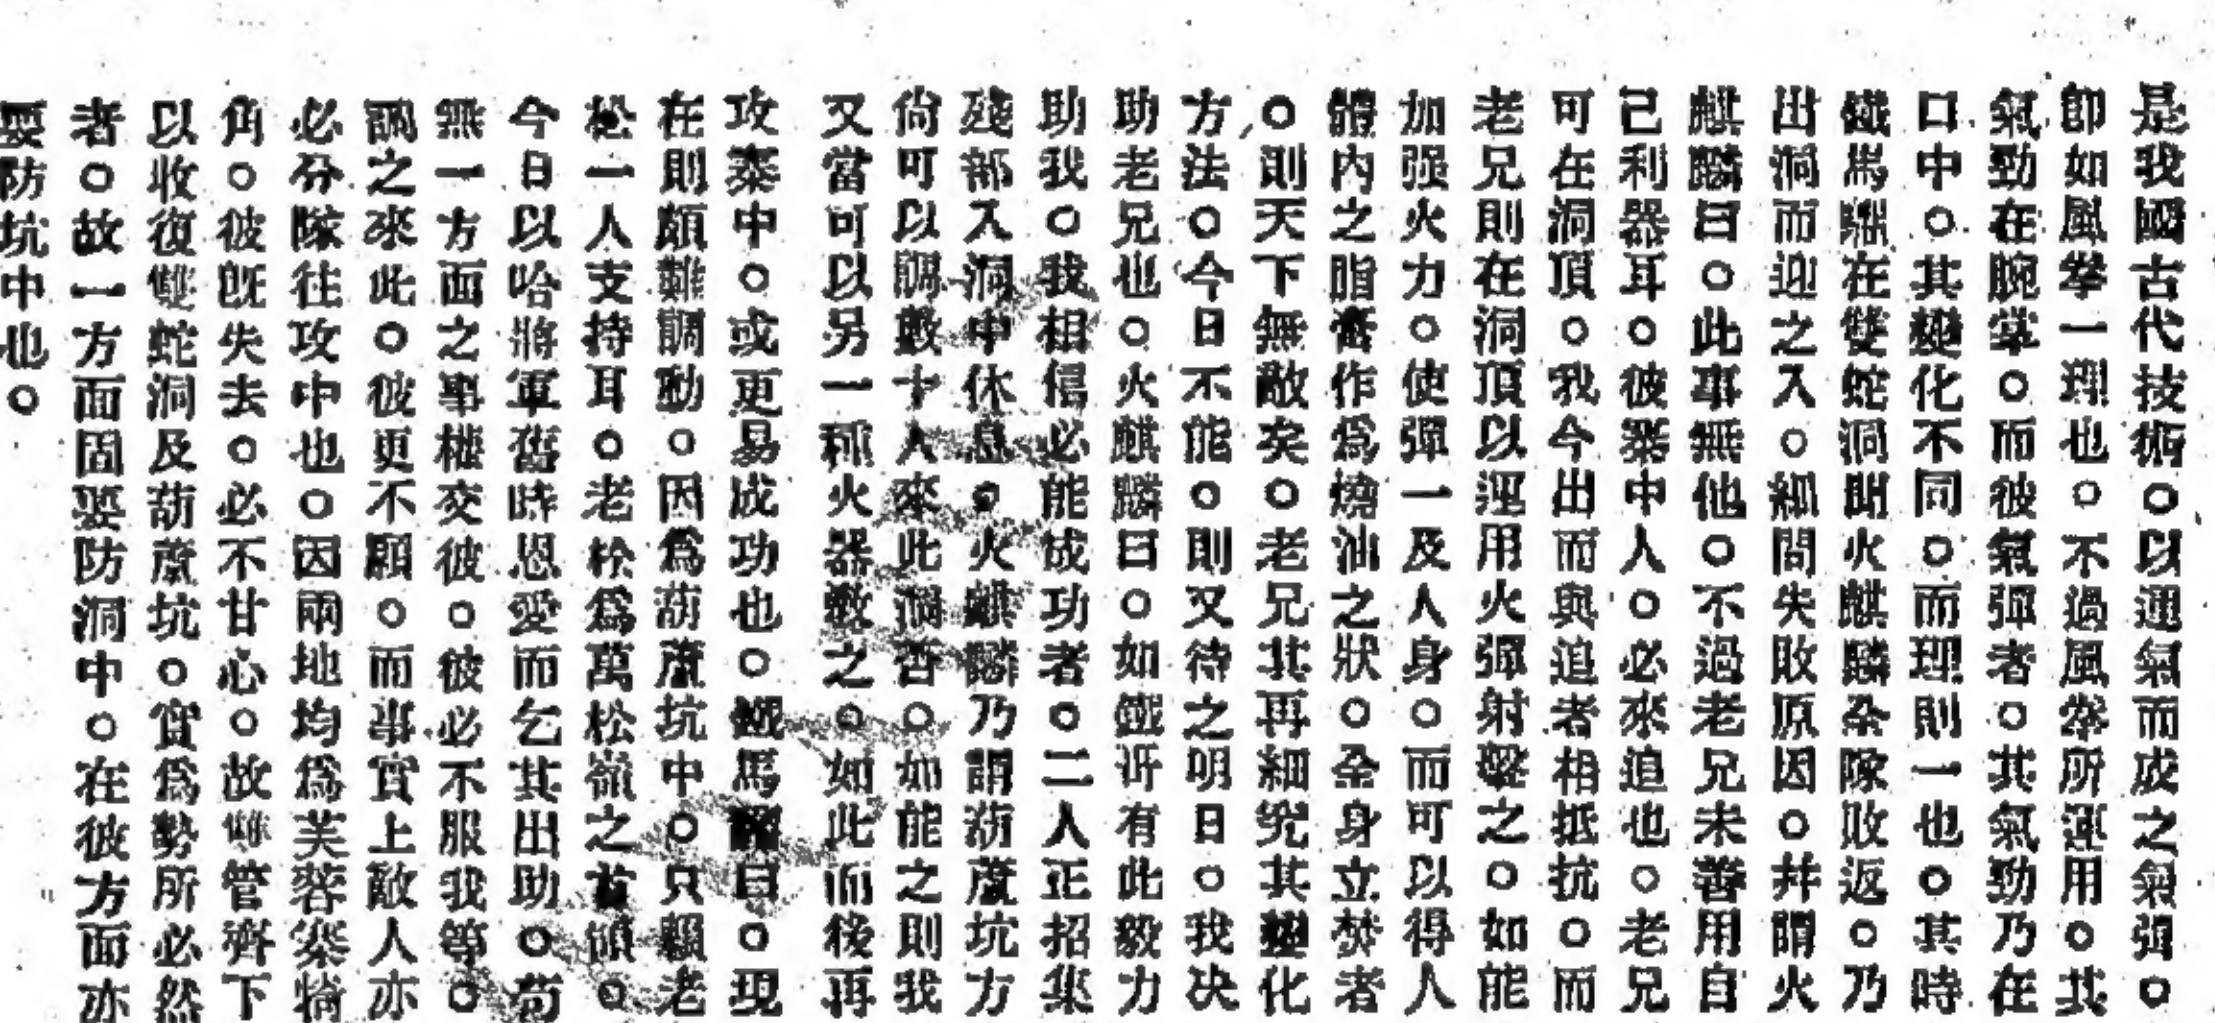 是我國古代技術。以通氣而成之氣彈。
卽如風拳一理也。不過風拳所運用。其
氣勁在腕掌。而彼氣彈者。其氣勁乃在
口中。其變化不同。而理則一也。其時
鐵馬騮在雙蛇洞聞火麒麟全隊敗返。乃
出洞而迎之入。細問失敗原因。幷謂火
麒麟曰。此事無他。不過老兄未善用自
己利器耳。彼寨中人。必來追也。老兄
可在洞頂。我今出而與追者相抵抗。而
老兄則在洞頂以運用火彈射擊之。如能
加强火力。使彈一及人身。而可以得人
體內之脂膏作爲燒油之狀。全身立焚者
。則天下無敵矣。老兄其再細究其變化
方法。今日不能。則又待之明日。我决
助老兄也。火麒麟曰。如鐵哥有此毅力
助我。我相信必能成功者。二人正招集
殘部入洞中休息。火麒麟乃謂葫蘆坑方
尙可以調數十人來此洞否。如能之則我
又當可以另一種火器敎之。如此而後再
攻寨中。或更易成功也。鐵馬騮曰。現
在則頗難調動。因爲葫蘆坑中。只賴老
松一人支持耳。老松爲萬松嶺之首領。
今日以哈將軍舊時恩愛而乞其出助。苟
無一方面之事權交彼。彼必不服我等。
調之來此。彼更不願。而事實上敵人亦
必分隊往攻中也。因兩地均爲芙蓉寨犄
角。彼旣失去。必不甘心。故雖管齊下
以收復雙蛇洞及葫蘆坑。實爲勢所必然
者。故一方面固要防洞中。在彼方面亦
要防坑中也。